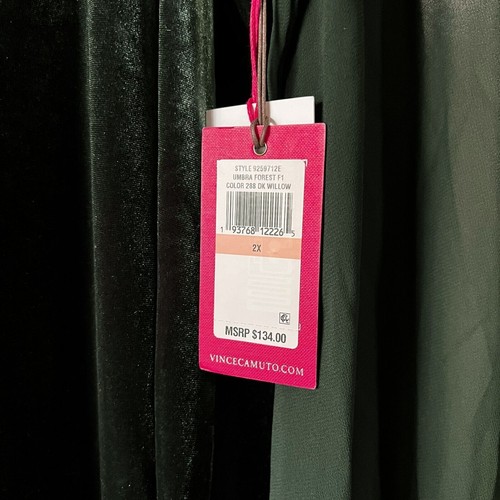 STYLE 9259712E
UMBRA FOREST F1
COLOR 288 DK WILLOW
1 93768 12226 5
2X
MSRP $134.00
VINCECAMUTO.COM